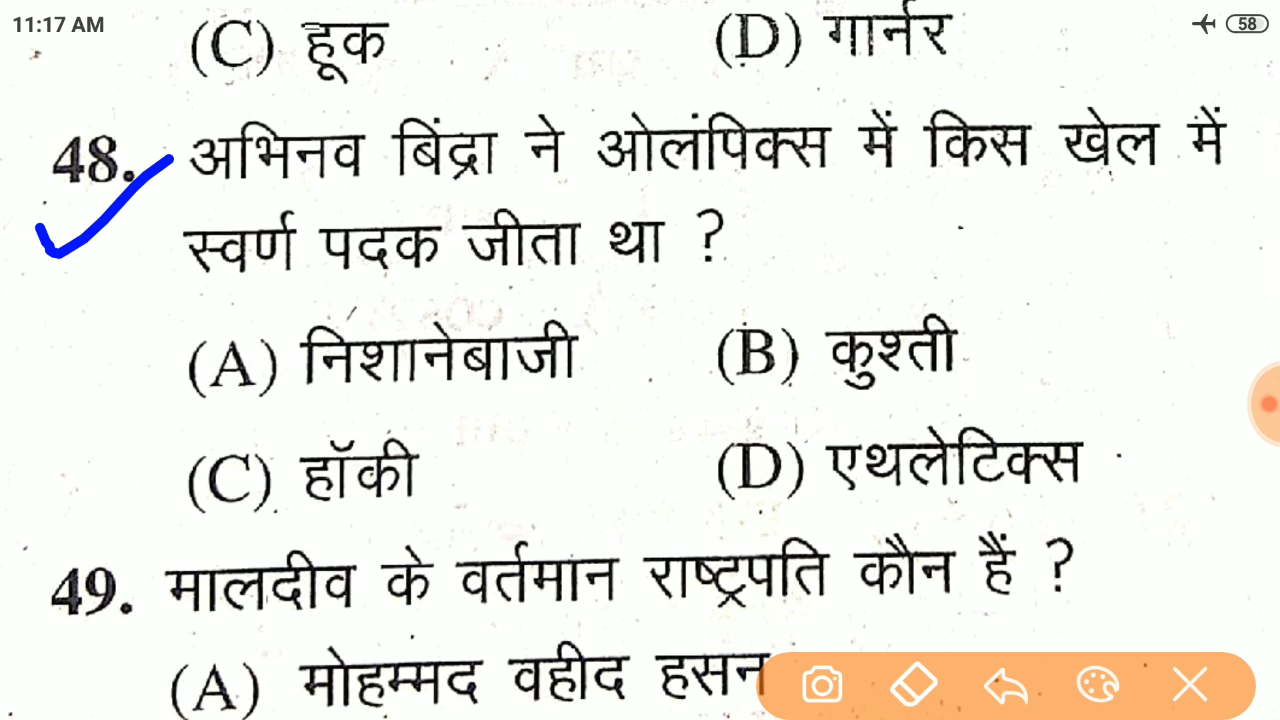 11:17 AM 58
(C) हूक (D) गार्नर
48. अभिनव बिंद्रा ने ओलंपिक्स में किस खेल में
स्वर्ण पदक जीता था ?
(A) निशानेबाजी (B) कुश्ती
(C) हॉकी (D) एथलेटिक्स
49. मालदीव के वर्तमान राष्ट्रपति कौन हैं ?
(A) मोहम्मद वहीद हसन